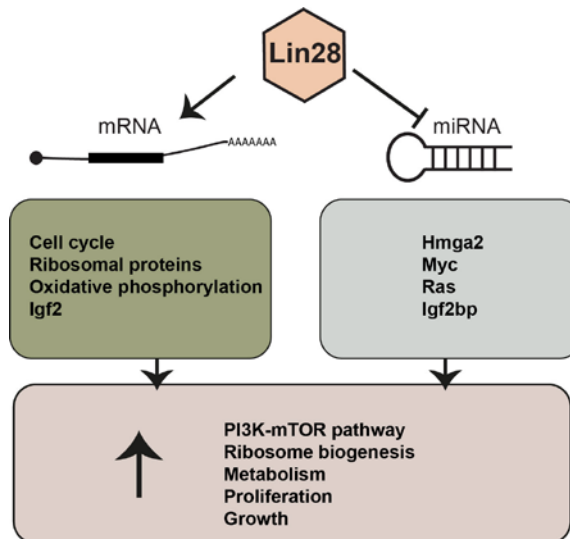 Lin28
mRNA
miRNA
AAAAAAA
Cell cycle
Ribosomal proteins
Oxidative phosphorylation
Igf2
Hmga2
Myc
Ras
Igf2bp
PI3K-mTOR pathway
Ribosome biogenesis
Metabolism
Proliferation
Growth